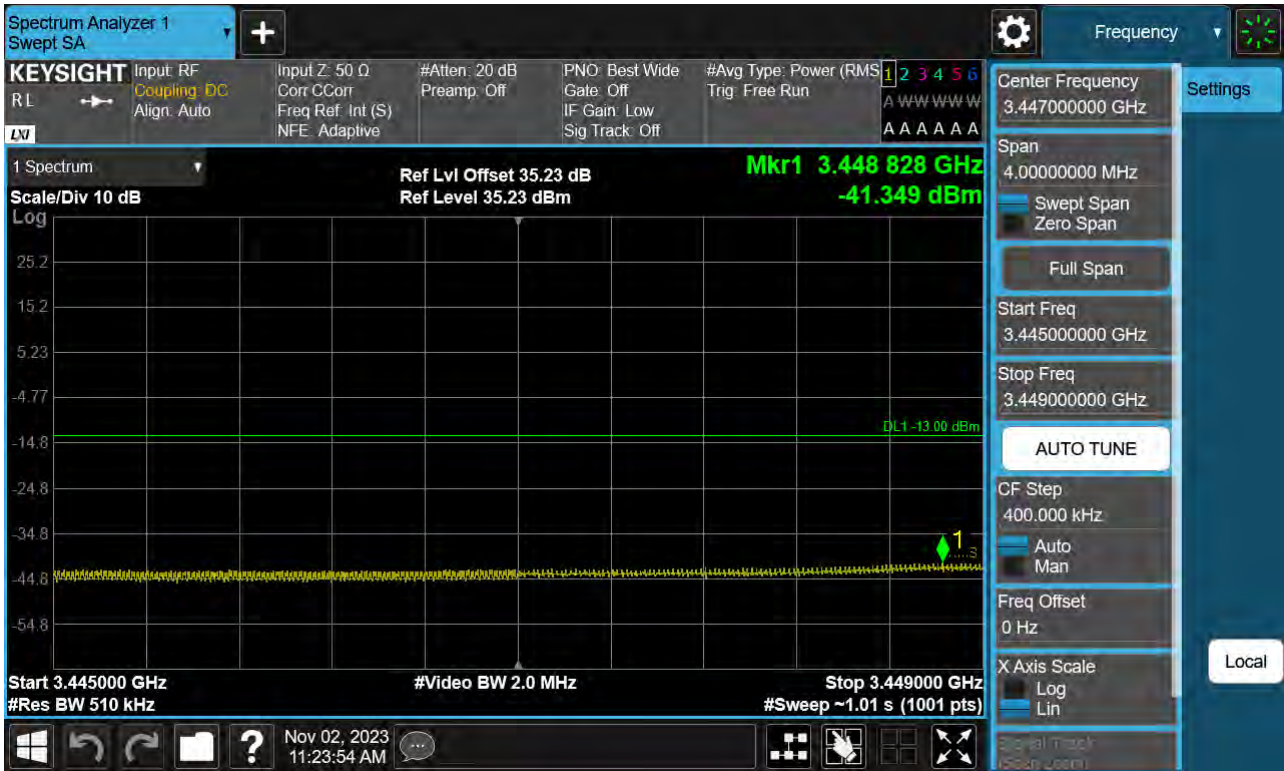 Spectrum Analyzer 1
Swept SA
+
Frequency
KEYSIGHT
RL
LXI
Input: RF
Coupling: DC
Align: Auto
Input Z: 50 Ω
Corr CCorr
Freq Ref: Int (S)
NFE: Adaptive
#Atten: 20 dB
Preamp: Off
PNO: Best Wide
Gate: Off
IF Gain: Low
Sig Track: Off
#Avg Type: Power (RMS
Trig: Free Run
1 2 3 4 5 6
A W W W W W
A A A A A A
1 Spectrum
Scale/Div 10 dB
Log
Ref Lvl Offset 35.23 dB
Ref Level 35.23 dBm
Mkr1 3.448 828 GHz
-41.349 dBm
25.2
15.2
5.23
-4.77
-14.8
-24.8
-34.8
-44.8
-54.8
DL1 -13.00 dBm
1
Start 3.445000 GHz
#Res BW 510 kHz
#Video BW 2.0 MHz
Stop 3.449000 GHz
#Sweep ~1.01 s (1001 pts)
Center Frequency
3.447000000 GHz
Settings
Span
4.00000000 MHz
Swept Span
Zero Span
Full Span
Start Freq
3.445000000 GHz
Stop Freq
3.449000000 GHz
AUTO TUNE
CF Step
400.000 kHz
Auto
Man
Freq Offset
0 Hz
X Axis Scale
Log
Lin
Signal Track
(Span Zoom)
Local
?
Nov 02, 2023
11:23:54 AM